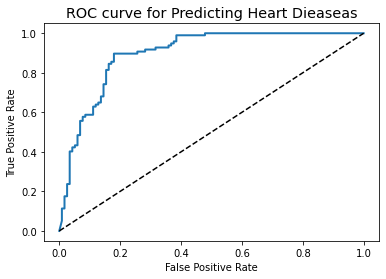 ROC curve for Predicting Heart Dieaseas
1.0
0.8
0.6
0.4
0.2
0.0
True Positive Rate
0.0 0.2 0.4 0.6 0.8 1.0
False Positive Rate